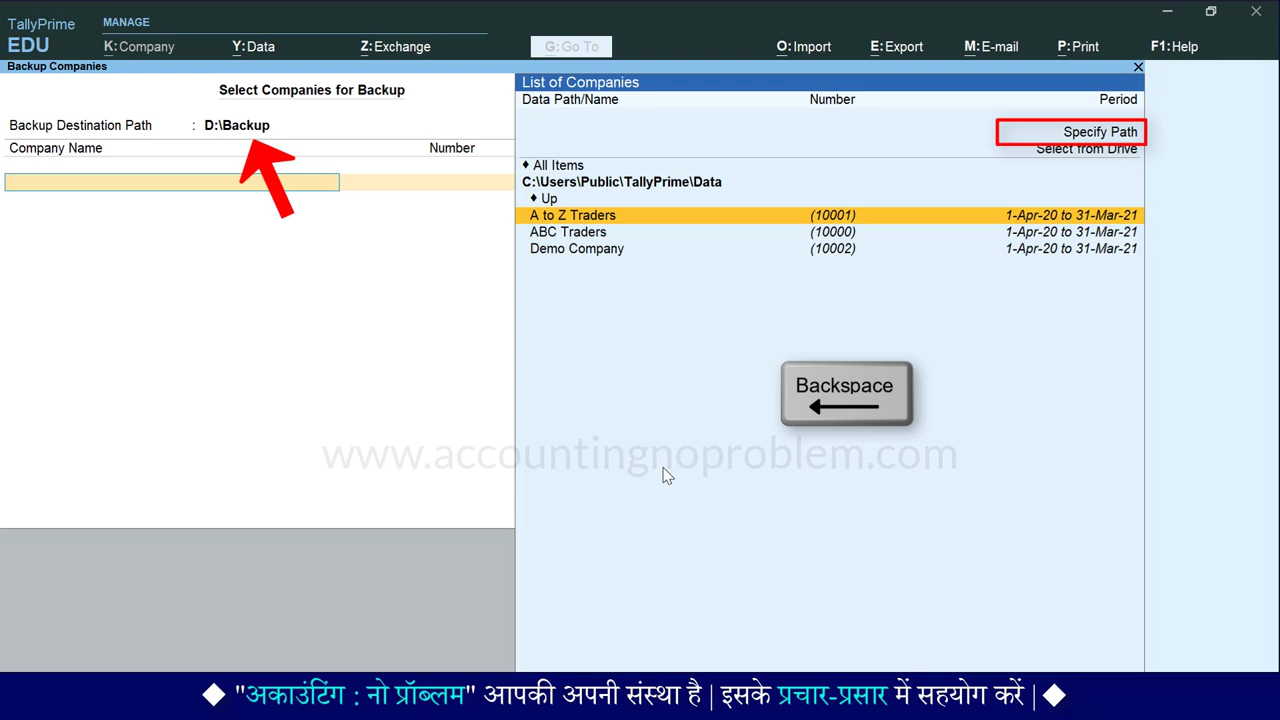 TallyPrime
EDU
MANAGE
K:Company Y:Data Z:Exchange G:Go To O:Import E:Export M:E-mail P:Print F1:Help
Backup Companies
Select Companies for Backup
Backup Destination Path : D:\Backup
Company Name Number
List of Companies
Data Path/Name Number Period
Specify Path
Select from Drive
♦ All Items
C:\Users\Public\TallyPrime\Data
♦ Up
A to Z Traders (10001) 1-Apr-20 to 31-Mar-21
ABC Traders (10000) 1-Apr-20 to 31-Mar-21
Demo Company (10002) 1-Apr-20 to 31-Mar-21
Backspace
www.accountingnoproblem.com
◆ "अकाउंटिंग : नो प्रॉब्लम" आपकी अपनी संस्था है | इसके प्रचार-प्रसार में सहयोग करें | ◆